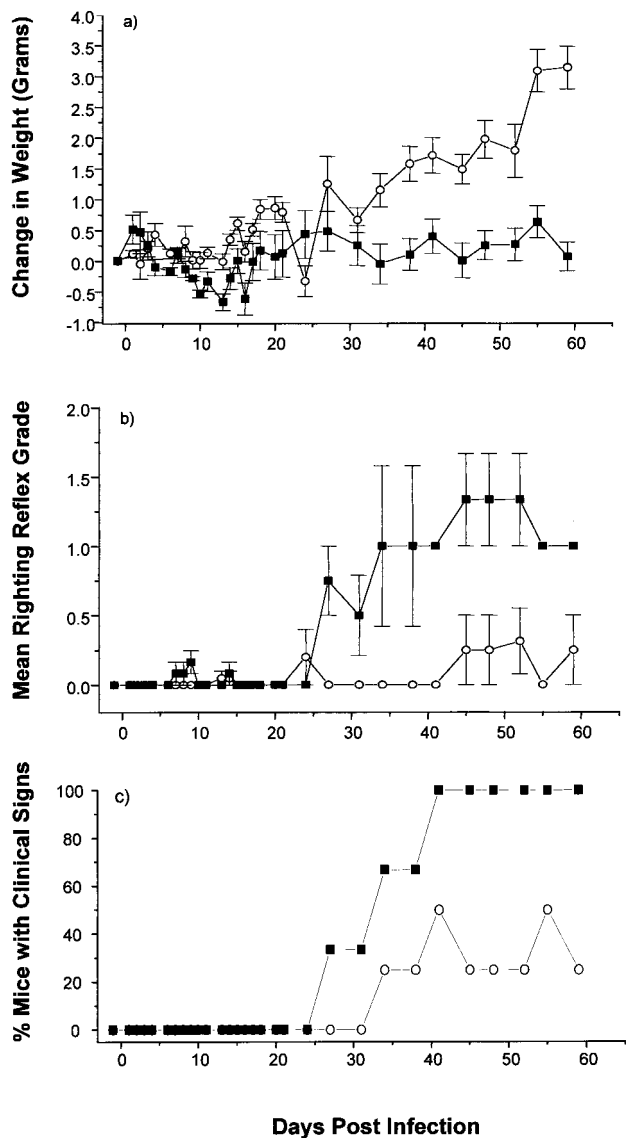 a)
Change in Weight (Grams)
4.0
3.5
3.0
2.5
2.0
1.5
1.0
0.5
0.0
-0.5
-1.0
0 10 20 30 40 50 60
b)
Mean Righting Reflex Grade
2.0
1.5
1.0
0.5
0.0
0 10 20 30 40 50 60
c)
% Mice with Clinical Signs
100
80
60
40
20
0
0 10 20 30 40 50 60
Days Post Infection